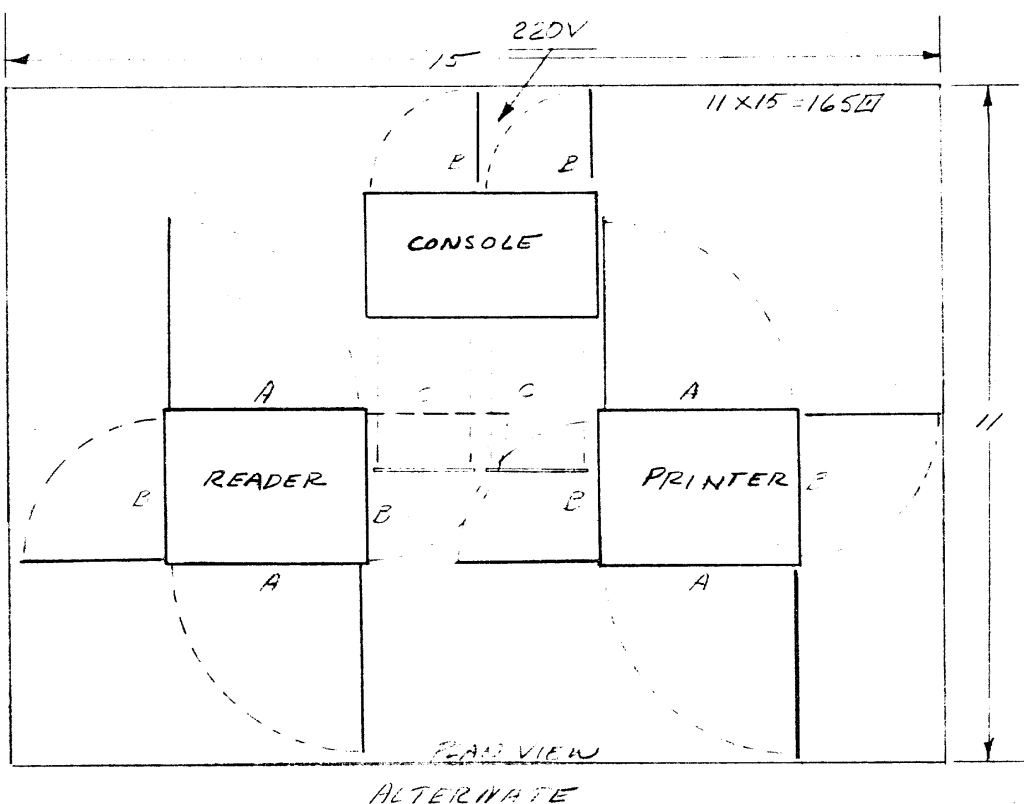 220V
15
11 X 15 = 165
B B
CONSOLE
A C C A
11
READER PRINTER
B B B B
A A
PLAN VIEW
ALTERNATE